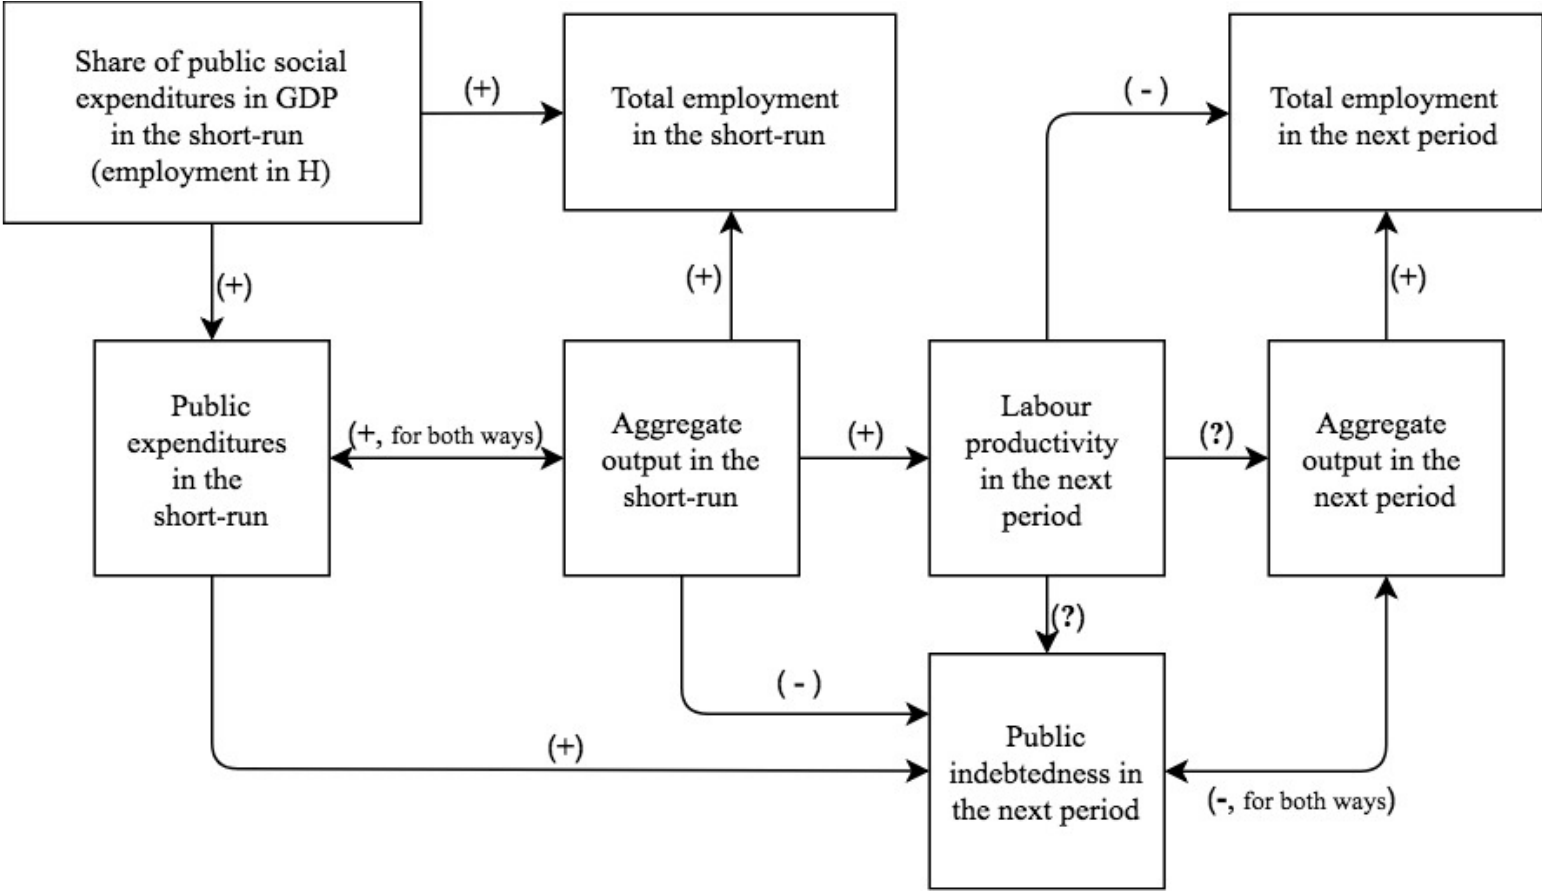 Share of public social
expenditures in GDP
in the short-run
(employment in H)
(+)
Total employment
in the short-run
(-)
Total employment
in the next period
(+)
(+)
(+)
Public
expenditures
in the
short-run
(+, for both ways)
Aggregate
output in the
short-run
(+)
Labour
productivity
in the next
period
(?)
Aggregate
output in the
next period
(?)
(-)
(+)
Public
indebtedness in
the next period
(-, for both ways)